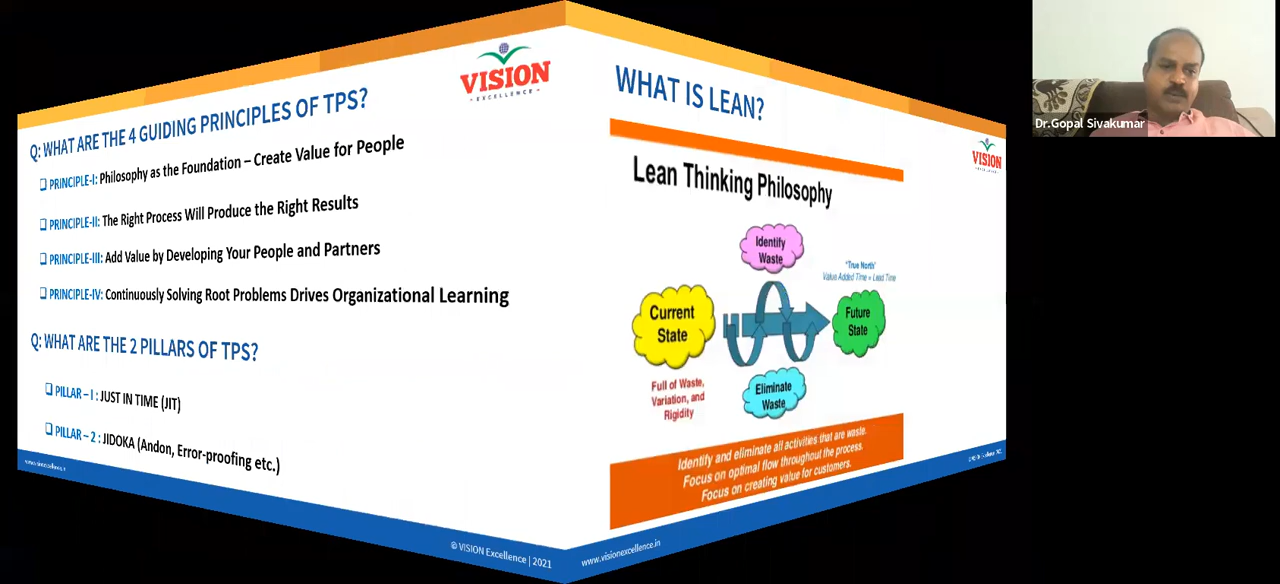 VISION
EXCELLENCE
Q: WHAT ARE THE 4 GUIDING PRINCIPLES OF TPS?
PRINCIPLE-I: Philosophy as the Foundation – Create Value for People
PRINCIPLE-II: The Right Process Will Produce the Right Results
PRINCIPLE-III: Add Value by Developing Your People and Partners
PRINCIPLE-IV: Continuously Solving Root Problems Drives Organizational Learning
Q: WHAT ARE THE 2 PILLARS OF TPS?
PILLAR – I : JUST IN TIME (JIT)
PILLAR – 2 : JIDOKA (Andon, Error-proofing etc.)
© VISION Excellence | 2021
WHAT IS LEAN?
VISION
Lean Thinking Philosophy
Identify
Waste
"True North"
Value Added Time = Lead Time
Current
State
Future
State
Full of Waste,
Variation, and
Rigidity
Eliminate
Waste
Identify and eliminate all activities that are waste.
Focus on optimal flow throughout the process.
Focus on creating value for customers.
www.visionexcellence.in
Dr.Gopal Sivakumar